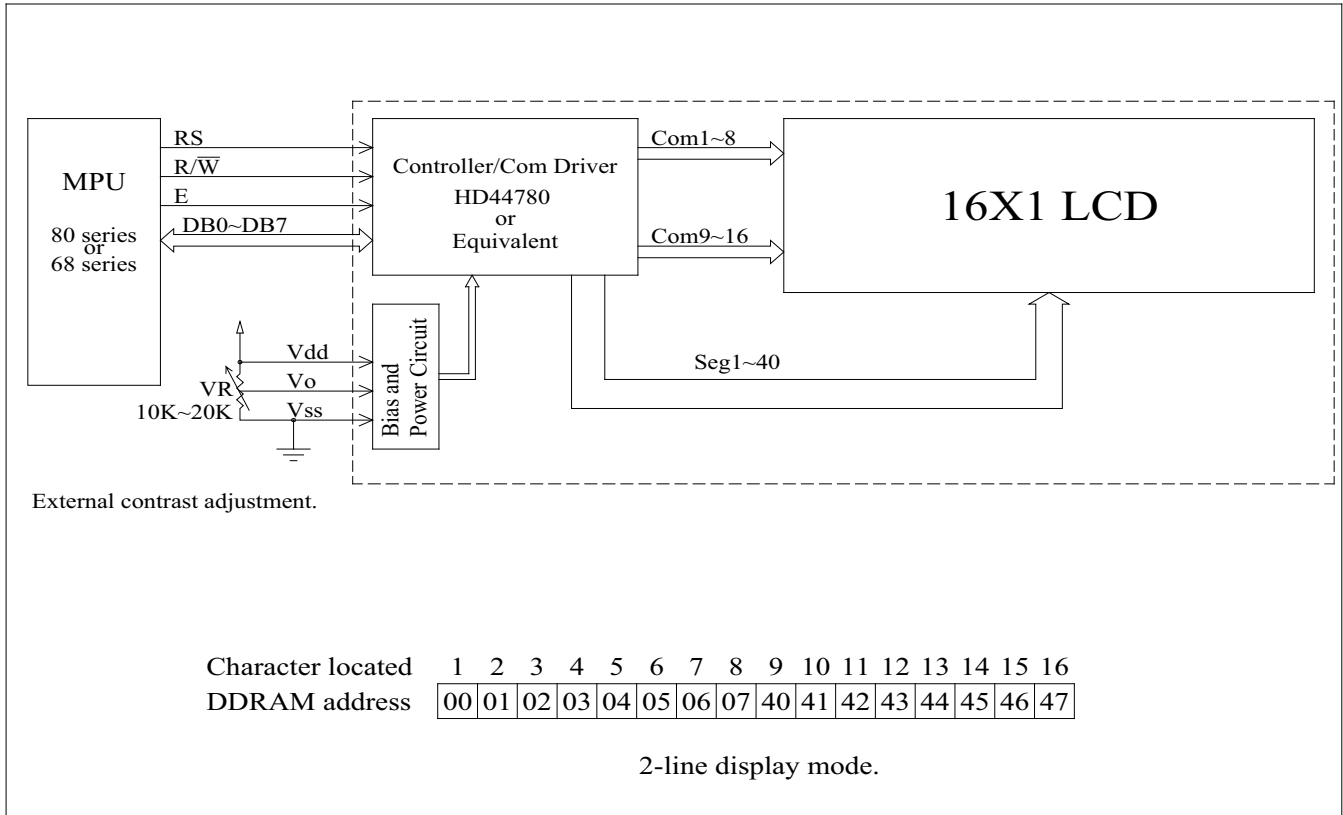 MPU
80 series
or
68 series
RS
R/W̅
E
DB0~DB7
Controller/Com Driver
HD44780
or
Equivalent
Com1~8
Com9~16
16X1 LCD
Seg1~40
Vdd
Vo
Vss
VR
10K~20K
Bias and
Power Circuit
External contrast adjustment.
Character located 1 2 3 4 5 6 7 8 9 10 11 12 13 14 15 16
DDRAM address 00 01 02 03 04 05 06 07 40 41 42 43 44 45 46 47
2-line display mode.